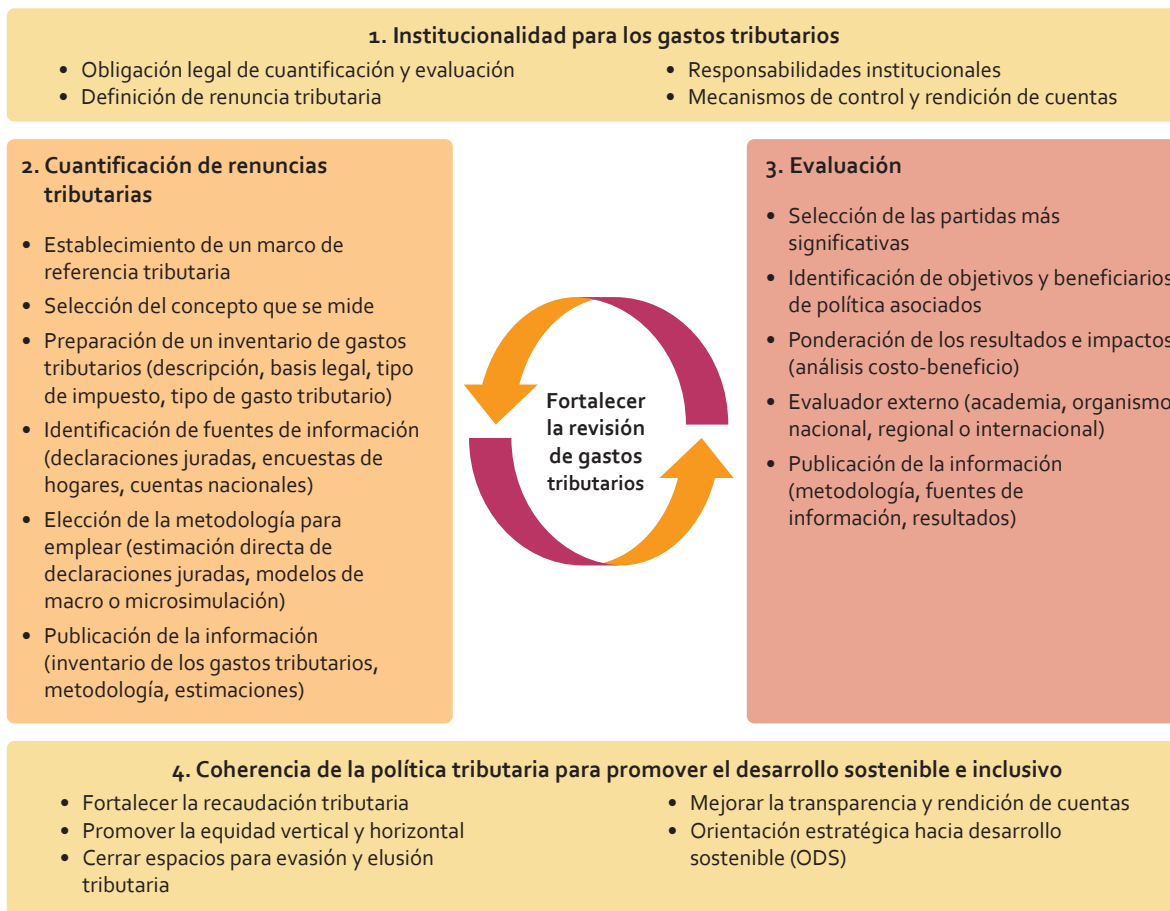 1. Institucionalidad para los gastos tributarios
• Obligación legal de cuantificación y evaluación
• Definición de renuncia tributaria
• Responsabilidades institucionales
• Mecanismos de control y rendición de cuentas
2. Cuantificación de renuncias
tributarias
• Establecimiento de un marco de
referencia tributaria
• Selección del concepto que se mide
• Preparación de un inventario de gastos
tributarios (descripción, basis legal, tipo
de impuesto, tipo de gasto tributario)
• Identificación de fuentes de información
(declaraciones juradas, encuestas de
hogares, cuentas nacionales)
• Elección de la metodología para
emplear (estimación directa de
declaraciones juradas, modelos de
macro o microsimulación)
• Publicación de la información
(inventario de los gastos tributarios,
metodología, estimaciones)
Fortalecer
la revisión
de gastos
tributarios
3. Evaluación
• Selección de las partidas más
significativas
• Identificación de objetivos y beneficiarios
de política asociados
• Ponderación de los resultados e impactos
(análisis costo-beneficio)
• Evaluador externo (academia, organismo
nacional, regional o internacional)
• Publicación de la información
(metodología, fuentes de
información, resultados)
4. Coherencia de la política tributaria para promover el desarrollo sostenible e inclusivo
• Fortalecer la recaudación tributaria
• Promover la equidad vertical y horizontal
• Cerrar espacios para evasión y elusión
tributaria
• Mejorar la transparencia y rendición de cuentas
• Orientación estratégica hacia desarrollo
sostenible (ODS)